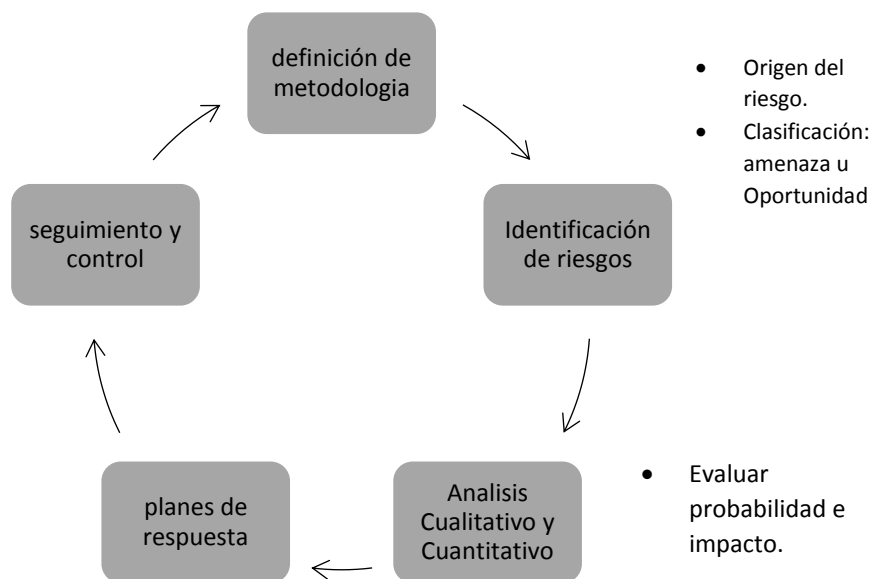 definición de
metodologia
• Origen del
riesgo.
• Clasificación:
amenaza u
Oportunidad
Identificación
de riesgos
seguimiento y
control
Analisis
Cualitativo y
Cuantitativo
• Evaluar
probabilidad e
impacto.
planes de
respuesta